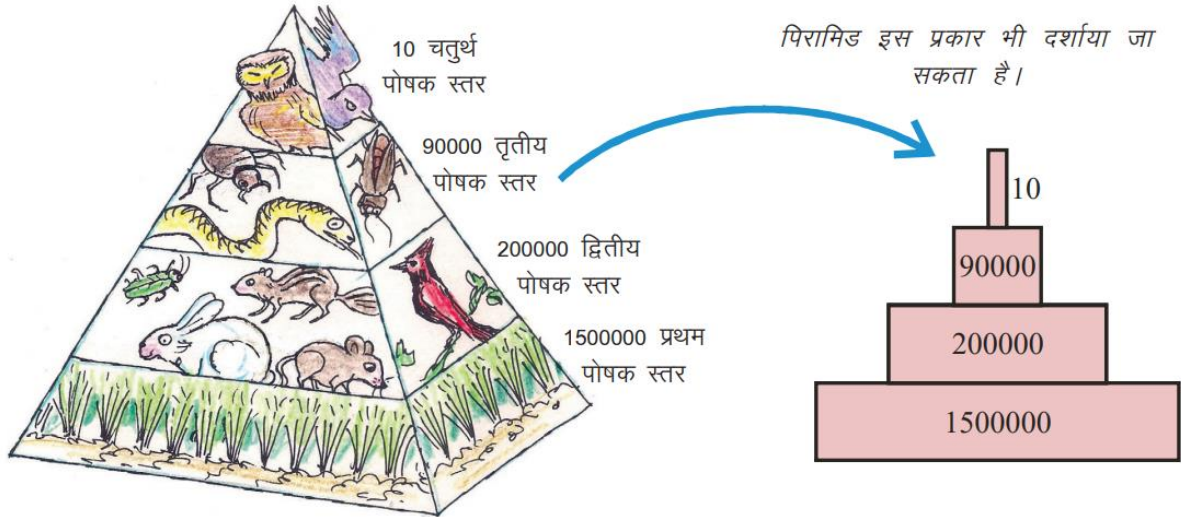 10 चतुर्थ
पोषक स्तर
90000 तृतीय
पोषक स्तर
200000 द्वितीय
पोषक स्तर
1500000 प्रथम
पोषक स्तर
पिरामिड इस प्रकार भी दर्शाया जा
सकता है।
10
90000
200000
1500000